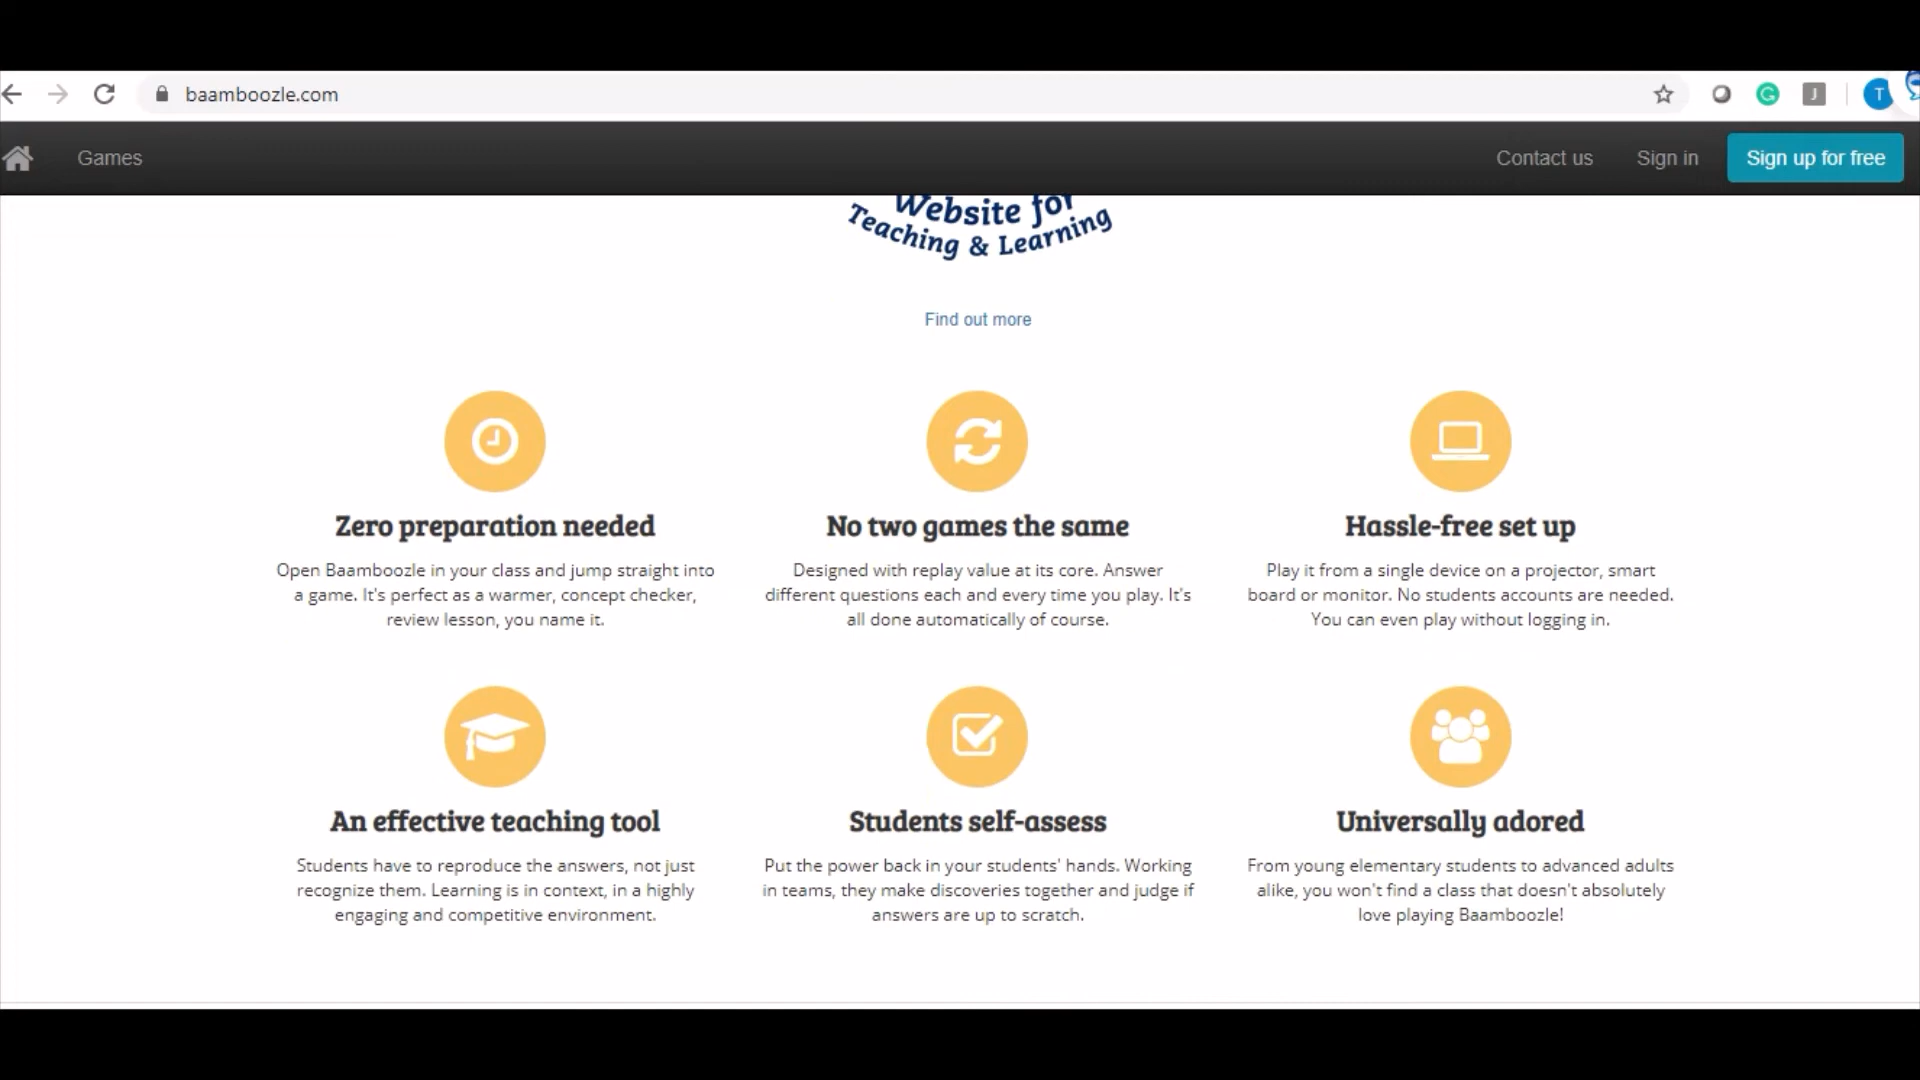 baamboozle.com
J
T
Games
Contact us
Sign in
Sign up for free
Website for
Teaching & Learning
Find out more
Zero preparation needed
Open Baamboozle in your class and jump straight into
a game. It's perfect as a warmer, concept checker,
review lesson, you name it.
No two games the same
Designed with replay value at its core. Answer
different questions each and every time you play. It's
all done automatically of course.
Hassle-free set up
Play it from a single device on a projector, smart
board or monitor. No students accounts are needed.
You can even play without logging in.
An effective teaching tool
Students have to reproduce the answers, not just
recognize them. Learning is in context, in a highly
engaging and competitive environment.
Students self-assess
Put the power back in your students' hands. Working
in teams, they make discoveries together and judge if
answers are up to scratch.
Universally adored
From young elementary students to advanced adults
alike, you won't find a class that doesn't absolutely
love playing Baamboozle!